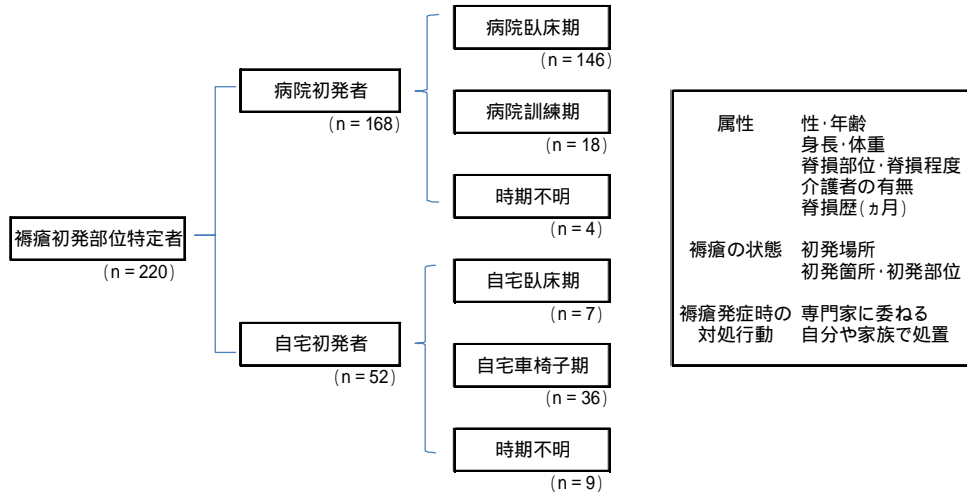 褥瘡初発部位特定者
(n = 220)
病院初発者
(n = 168)
病院臥床期
(n = 146)
病院訓練期
(n = 18)
時期不明
(n = 4)
自宅初発者
(n = 52)
自宅臥床期
(n = 7)
自宅車椅子期
(n = 36)
時期不明
(n = 9)
属性 性・年齢
身長・体重
脊損部位・脊損程度
介護者の有無
脊損歴(ヵ月)
褥瘡の状態 初発場所
初発箇所・初発部位
褥瘡発症時の 専門家に委ねる
対処行動 自分や家族で処置